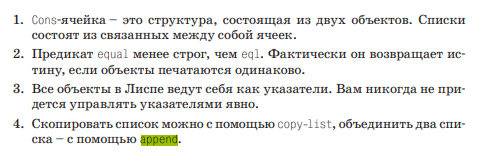 1. Cons-ячейка – это структура, состоящая из двух объектов. Списки
состоят из связанных между собой ячеек.
2. Предикат equal менее строг, чем eql. Фактически он возвращает ис-
тину, если объекты печатаются одинаково.
3. Все объекты в Лиспе ведут себя как указатели. Вам никогда не при-
дется управлять указателями явно.
4. Скопировать список можно с помощью copy-list, объединить два спи-
ска – с помощью append.